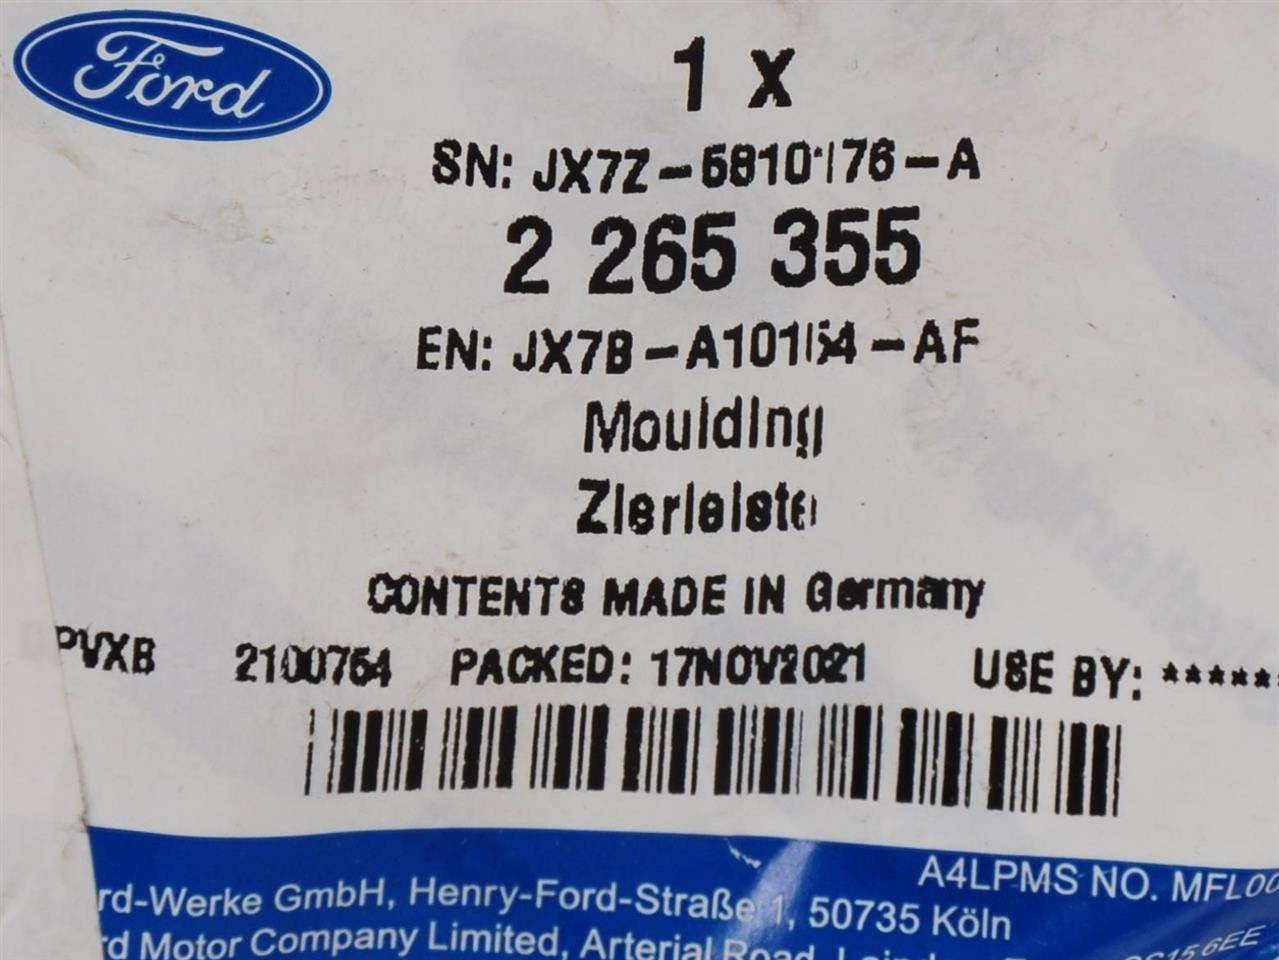 Ford
1 x
SN: JX7Z-5810176-A
2 265 355
EN: JX7B-A10154-AF
Moulding
Zierleiste
CONTENTS MADE IN Germany
PVXB 2100754 PACKED: 17NOV2021 USE BY: *****
A4LPMS NO. MFL00
rd-Werke GmbH, Henry-Ford-Straße 1, 50735 Köln
rd Motor Company Limited, Arterial Road,